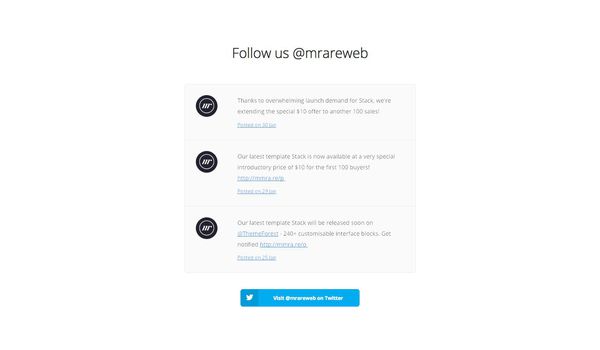 Follow us @mrareweb
Thanks to overwhelming launch demand for Stack, we're
extending the special $10 offer to another 100 sales!
Posted on 30 Jan
Our latest template Stack is now available at a very special
introductory price of $10 for the first 100 buyers!
http://mmra.re/p
Posted on 29 Jan
Our latest template Stack will be released soon on
@ThemeForest - 240+ customisable interface blocks. Get
notified http://mmra.re/p
Posted on 25 Jan
Visit @mrareweb on Twitter